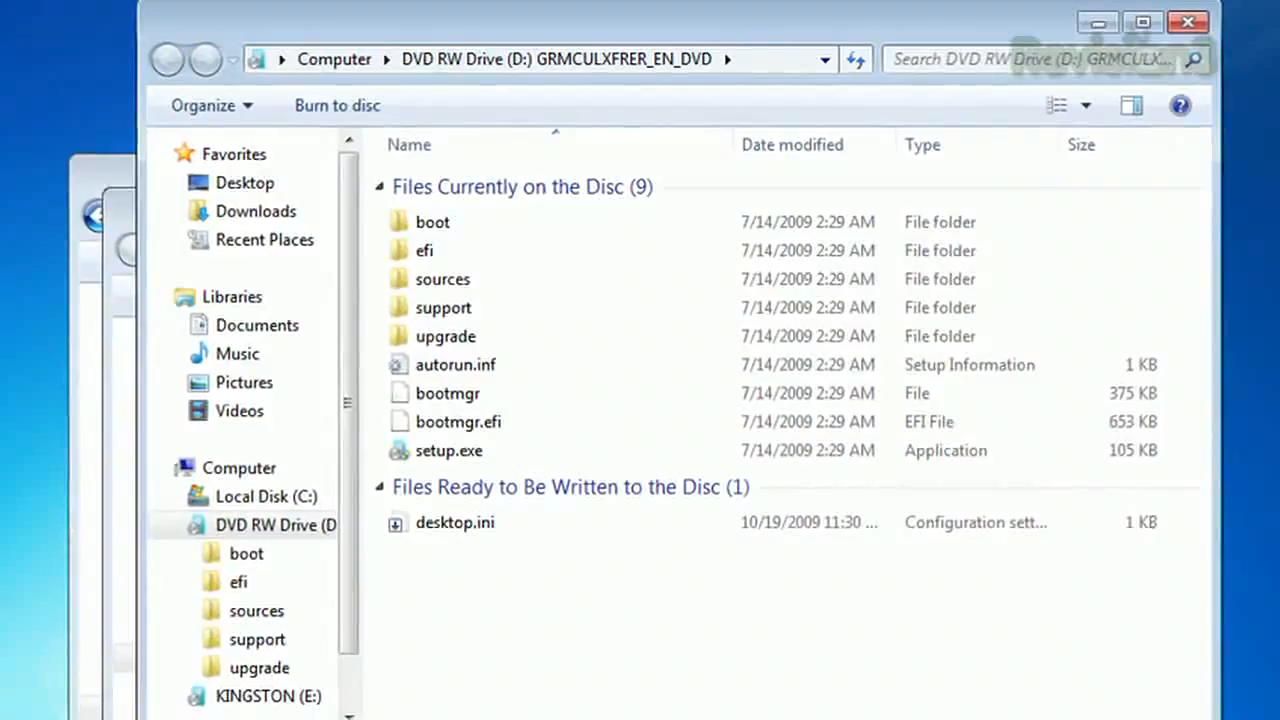 Computer DVD RW Drive (D:) GRMCULXFRER_EN_DVD
Search DVD RW Drive (D:) GRMCULX...
Organize Burn to disc
Name Date modified Type Size
Favorites
Desktop
Downloads
Recent Places
Libraries
Documents
Music
Pictures
Videos
Computer
Local Disk (C:)
DVD RW Drive (D
boot
efi
sources
support
upgrade
KINGSTON (E:)
Files Currently on the Disc (9)
boot 7/14/2009 2:29 AM File folder
efi 7/14/2009 2:29 AM File folder
sources 7/14/2009 2:29 AM File folder
support 7/14/2009 2:29 AM File folder
upgrade 7/14/2009 2:29 AM File folder
autorun.inf 7/14/2009 2:29 AM Setup Information 1 KB
bootmgr 7/14/2009 2:29 AM File 375 KB
bootmgr.efi 7/14/2009 2:29 AM EFI File 653 KB
setup.exe 7/14/2009 2:29 AM Application 105 KB
Files Ready to Be Written to the Disc (1)
desktop.ini 10/19/2009 11:30 ... Configuration sett... 1 KB